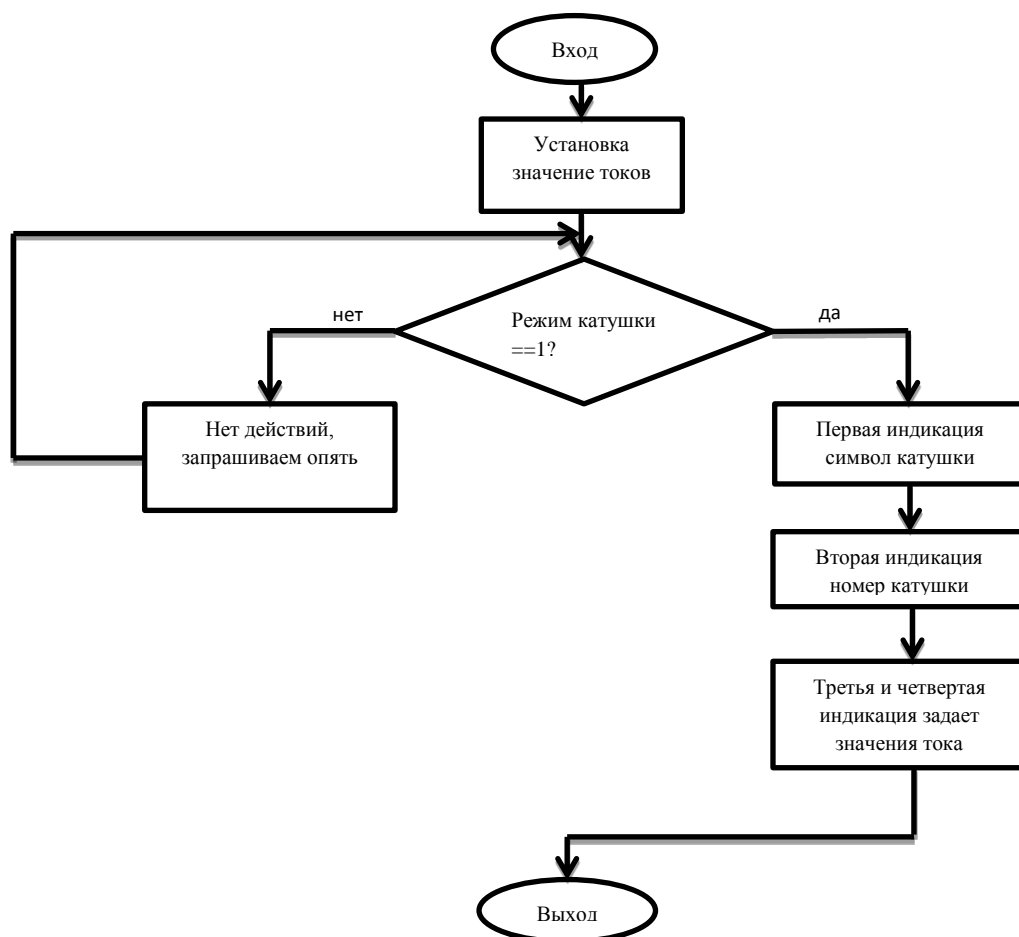 Вход
Установка
значение токов
Режим катушки
==1?
нет
да
Нет действий,
запрашиваем опять
Первая индикация
символ катушки
Вторая индикация
номер катушки
Третья и четвертая
индикация задает
значения тока
Выход